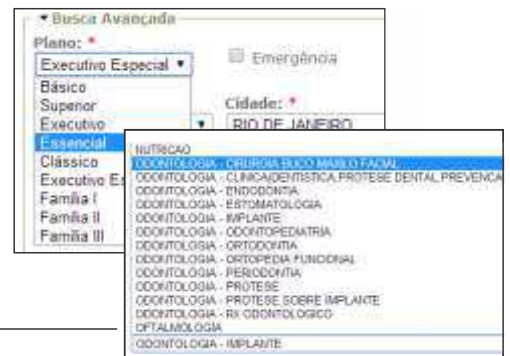 Busca Avançada
Plano: *
Executivo Especial
Emergência
Básico
Superior
Cidade: *
Executivo
RIO DE JANEIRO
Essencial
Clássico
Executivo Es
Família I
Família II
Família III
NUTRICAO
ODONTOLOGIA - CIRURGIA BUCO MAXILO FACIAL
ODONTOLOGIA - CLINICA(DENTISTICA,PROTESE DENTAL,PREVENCA
ODONTOLOGIA - ENDODONTIA
ODONTOLOGIA - ESTOMATOLOGIA
ODONTOLOGIA - IMPLANTE
ODONTOLOGIA - ODONTOPEDIATRIA
ODONTOLOGIA - ORTODONTIA
ODONTOLOGIA - ORTOPEDIA FUNCIONAL
ODONTOLOGIA - PERIODONTIA
ODONTOLOGIA - PROTESE
ODONTOLOGIA - PROTESE SOBRE IMPLANTE
ODONTOLOGIA - RX ODONTOLOGICO
OFTALMOLOGIA
ODONTOLOGIA - IMPLANTE